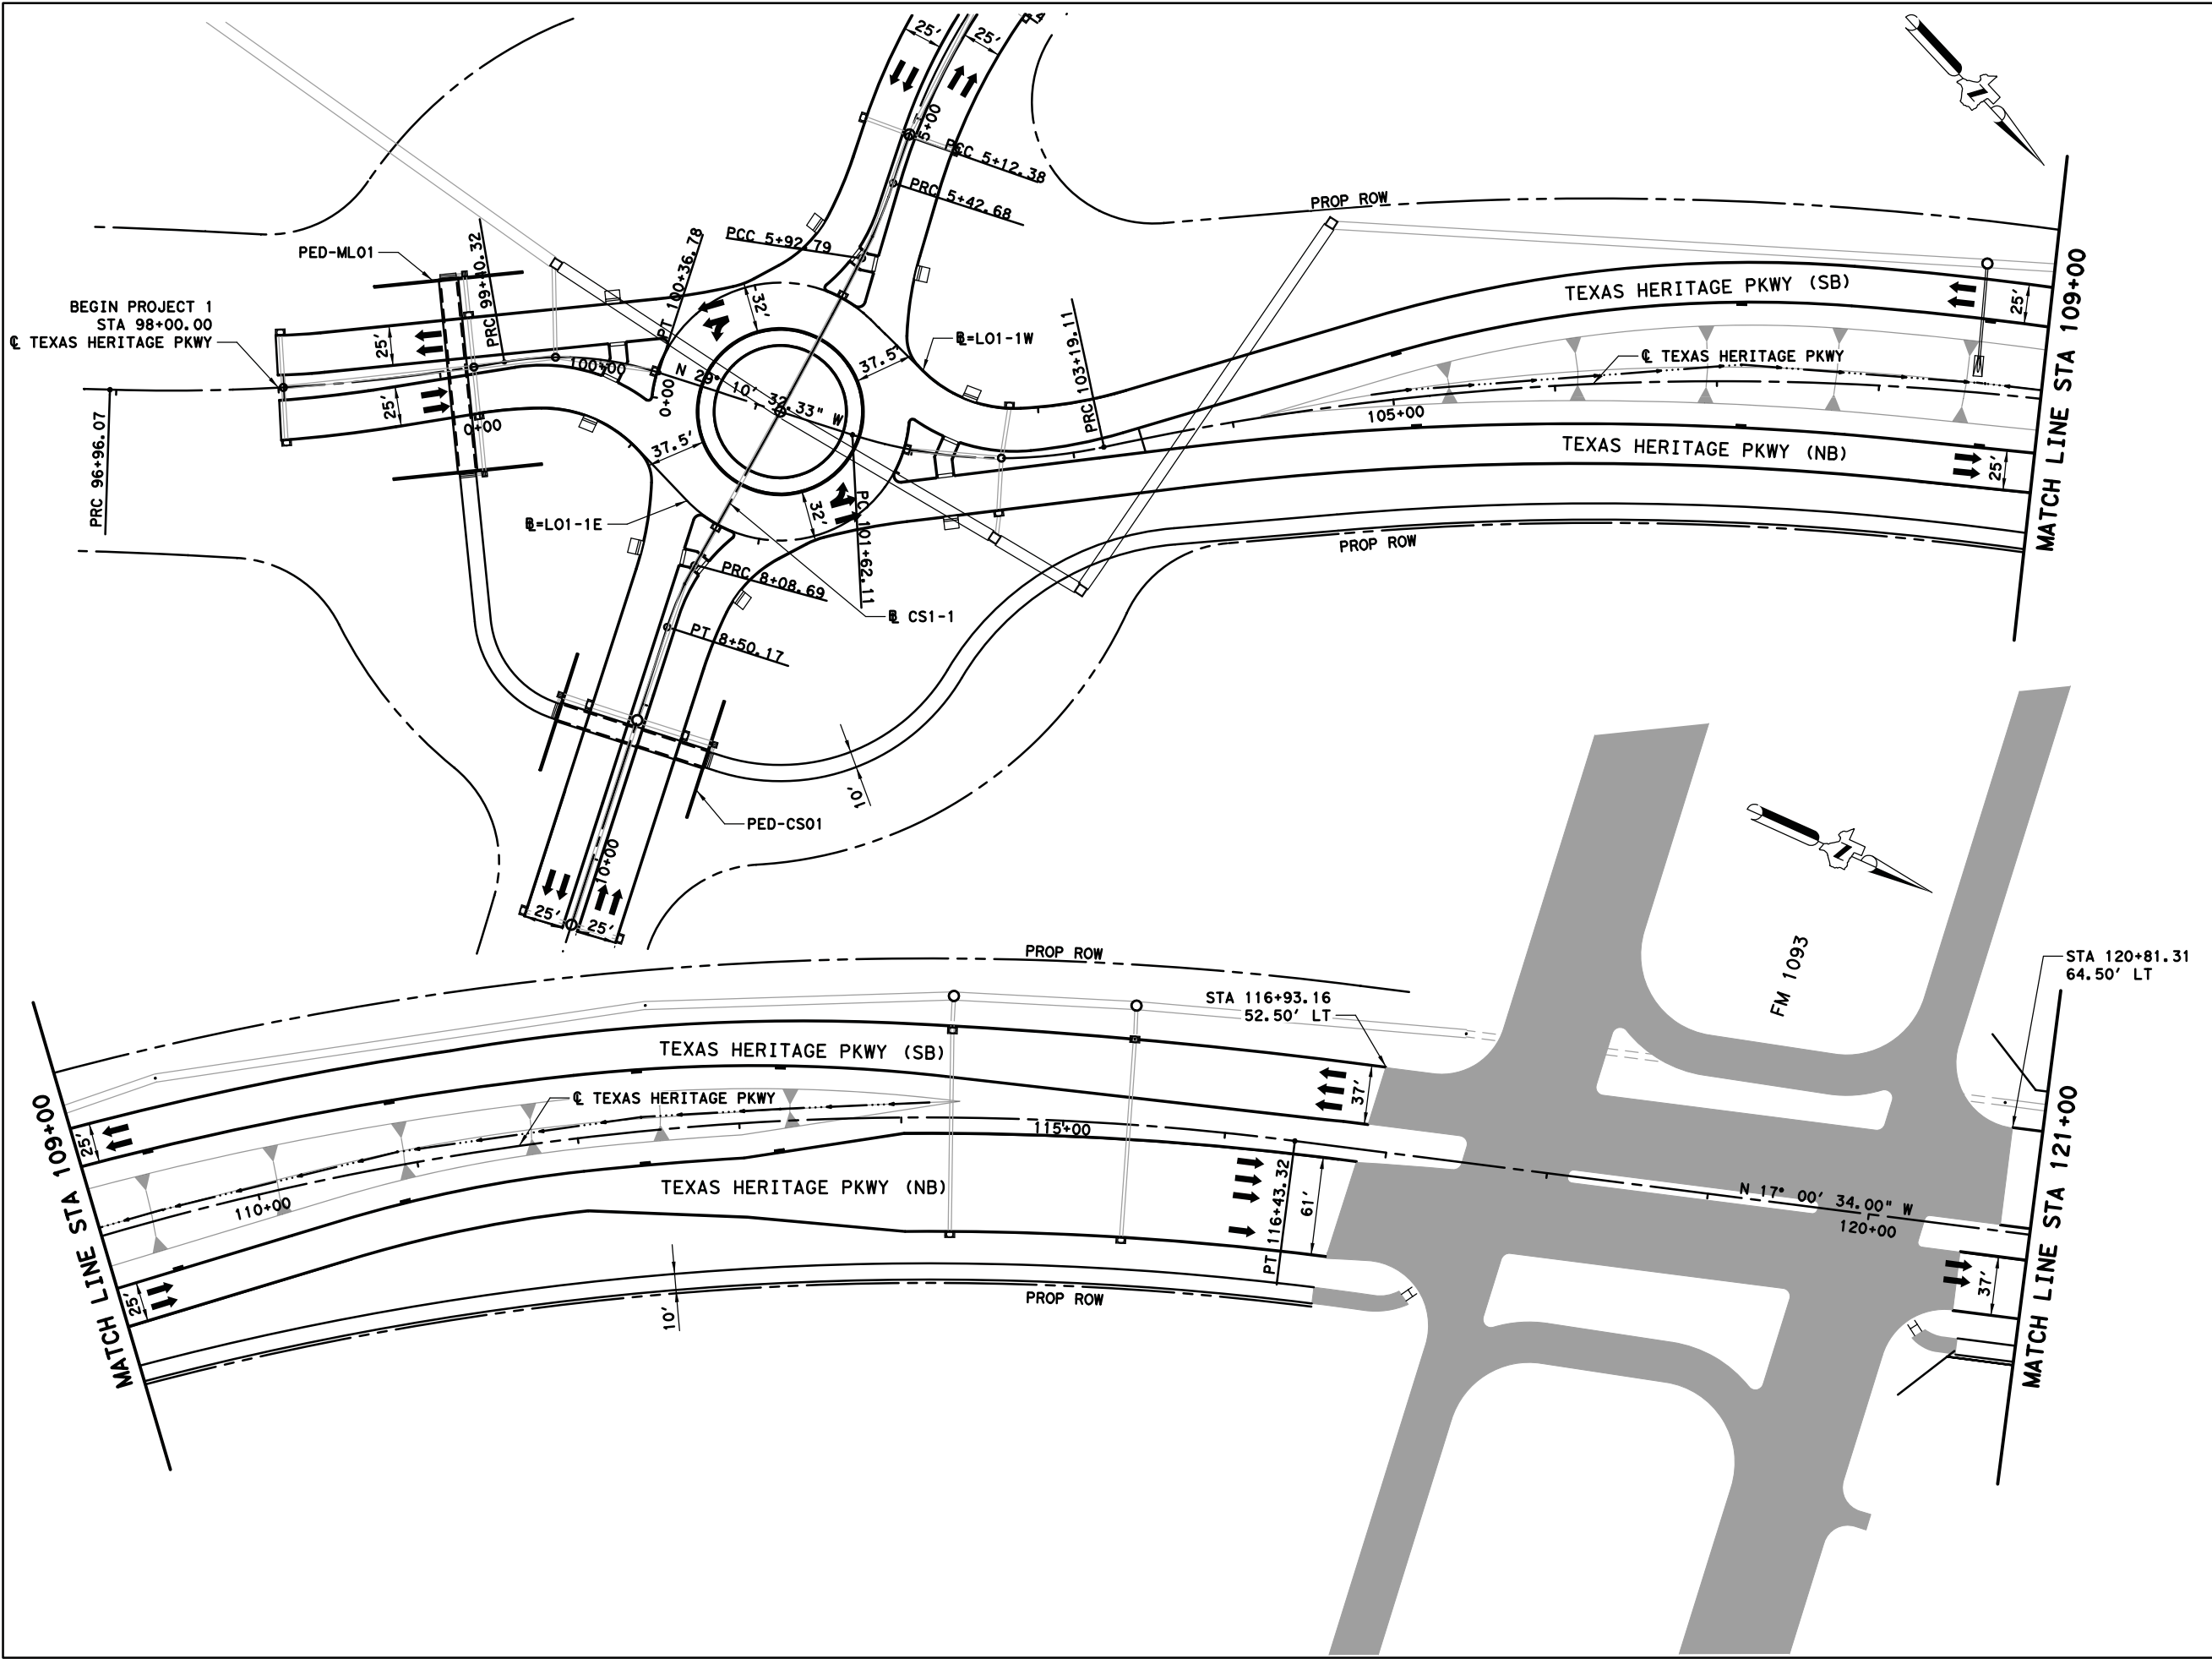 25'
25'
5+00
PCC 5+12.38
PRC 5+42.68
PCC 5+92.79
PROP ROW
PED-ML01
PRC 99+10.32
PT 100+36.78
BEGIN PROJECT 1
STA 98+00.00
℄ TEXAS HERITAGE PKWY
25'
25'
PRC 96+96.07
0+00
100+00
0+00
N 29° 10' 32.33" W
32'
37.5'
37.5'
32'
B=L01-1W
B=L01-1E
PRC 103+19.11
PC 101+62.11
PRC 8+08.69
PT 8+50.17
B CS1-1
TEXAS HERITAGE PKWY (SB)
25'
℄ TEXAS HERITAGE PKWY
105+00
TEXAS HERITAGE PKWY (NB)
25'
PROP ROW
MATCH LINE STA 109+00
10'
PED-CS01
10+00
25'
25'
PROP ROW
STA 116+93.16
52.50' LT
FM 1093
STA 120+81.31
64.50' LT
MATCH LINE STA 109+00
25'
TEXAS HERITAGE PKWY (SB)
37'
℄ TEXAS HERITAGE PKWY
115+00
110+00
TEXAS HERITAGE PKWY (NB)
25'
PT 116+43.32
61'
N 17° 00' 34.00" W
120+00
37'
10'
PROP ROW
MATCH LINE STA 121+00